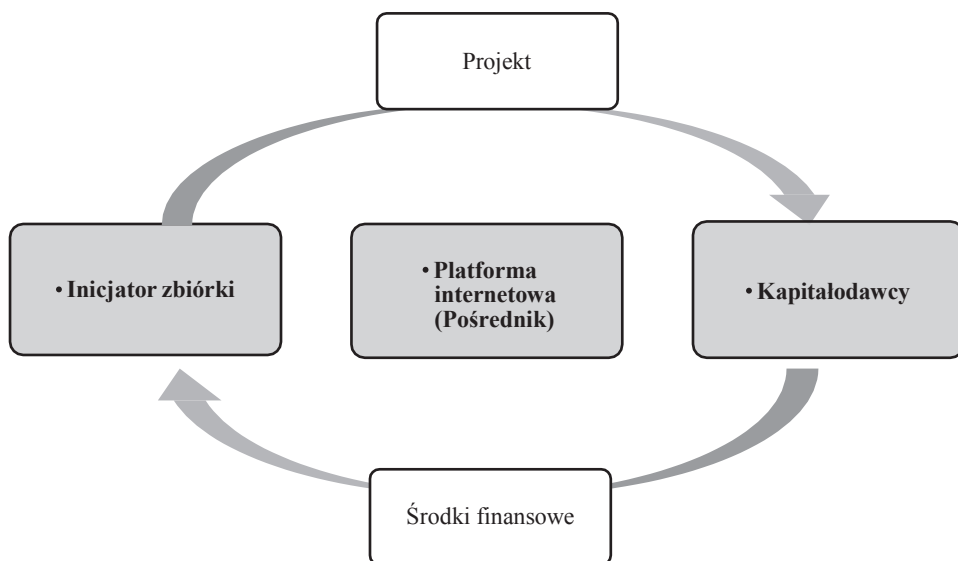 Projekt
• Inicjator zbiórki
• Platforma
internetowa
(Pośrednik)
• Kapitałodawcy
Środki finansowe